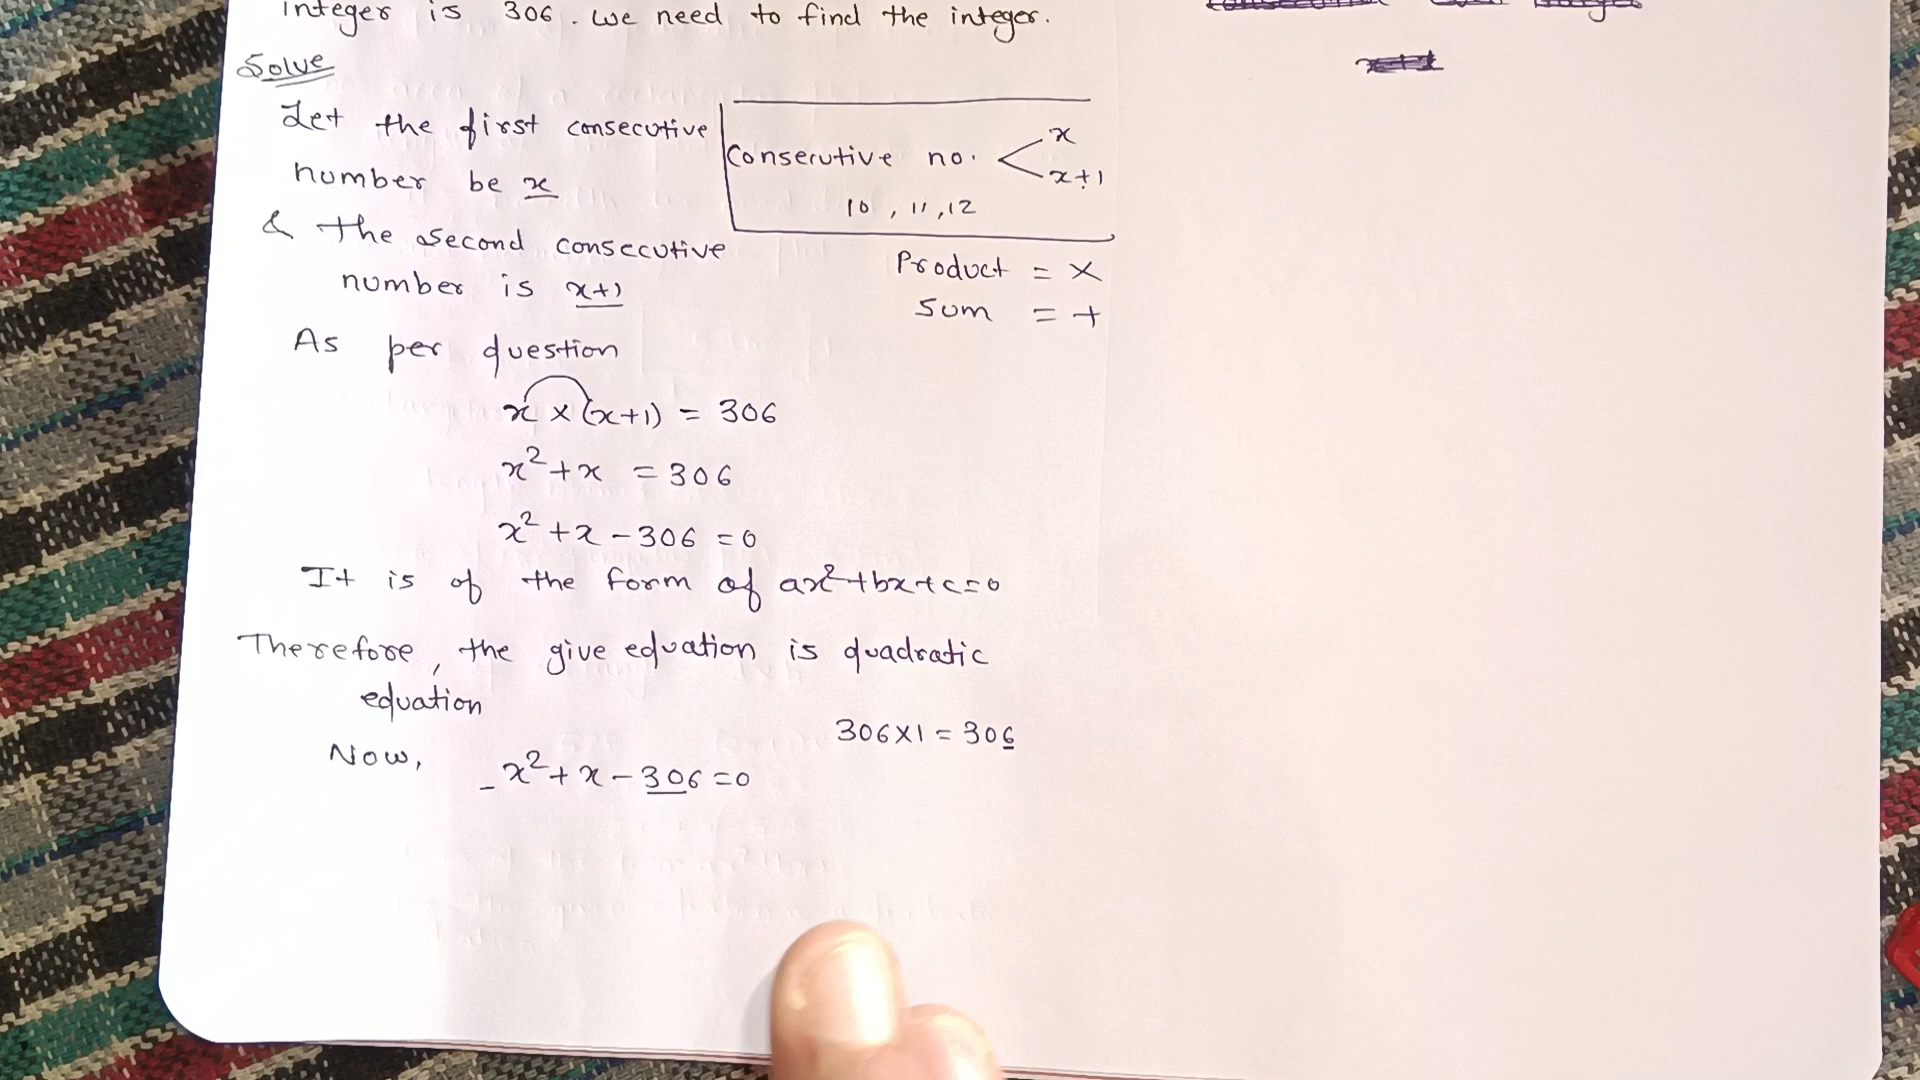 integer is 306. we need to find the integer.
Solve
Let the first consecutive
number be x
& the second consecutive
number is x+1
Consecutive no. < x
x+1
10, 11, 12
Product = ×
Sum = +
As per question
x × (x+1) = 306
x² + x = 306
x² + x - 306 = 0
It is of the form of ax²+bx+c=0
Therefore, the give equation is quadratic
equation
306×1 = 306
Now, x² + x - 306 = 0